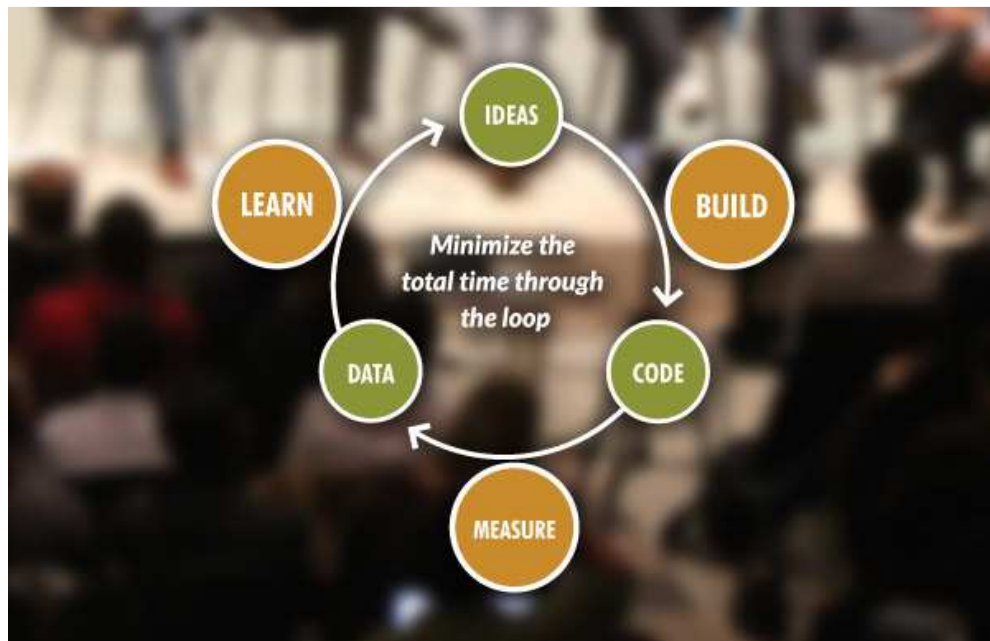 IDEAS
LEARN
BUILD
Minimize the
total time through
the loop
DATA
CODE
MEASURE